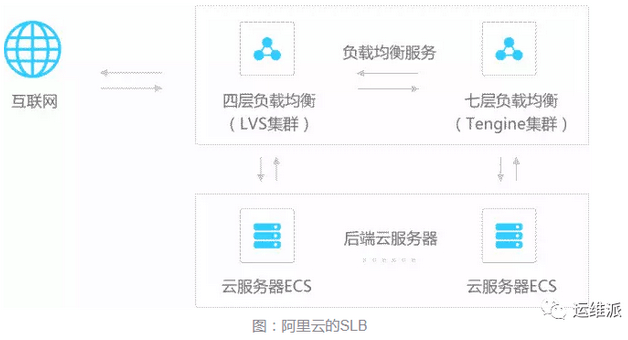 负载均衡服务
互联网
四层负载均衡
（LVS集群）
七层负载均衡
（Tengine集群）
后端云服务器
云服务器ECS
云服务器ECS
运维派
图：阿里云的SLB